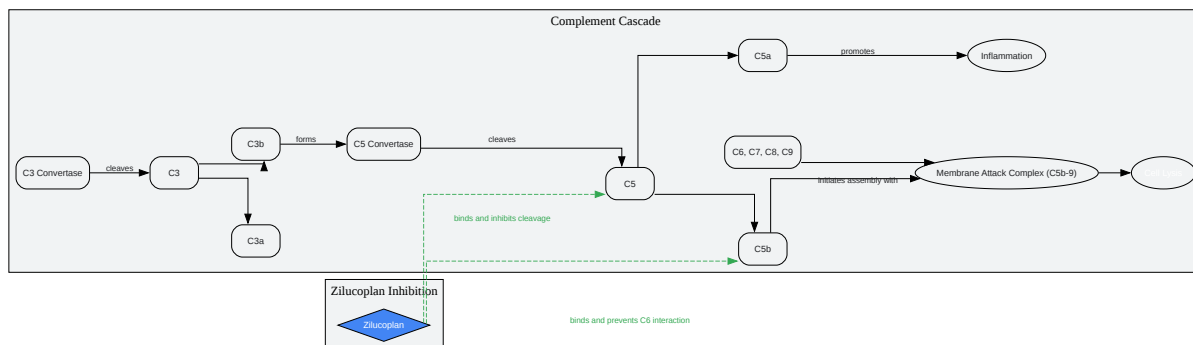 Complement Cascade
C5a
promotes
Inflammation
C3b
forms
C5 Convertase
cleaves
C6, C7, C8, C9
C3 Convertase
cleaves
C3
C5
Membrane Attack Complex (C5b-9)
initiates assembly with
binds and inhibits cleavage
C3a
C5b
Zilucoplan Inhibition
Zilucoplan
binds and prevents C6 interaction